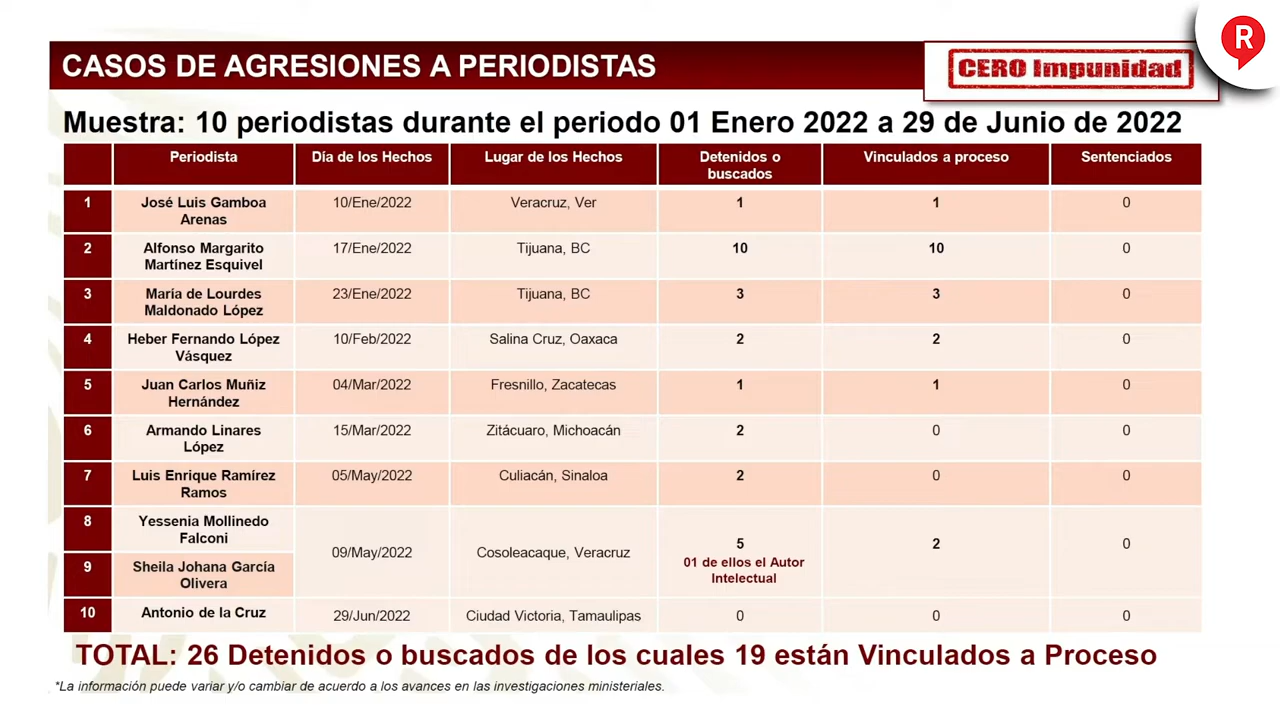 R
CASOS DE AGRESIONES A PERIODISTAS
CERO Impunidad
Muestra: 10 periodistas durante el periodo 01 Enero 2022 a 29 de Junio de 2022
Periodista Día de los Hechos Lugar de los Hechos Detenidos o buscados Vinculados a proceso Sentenciados
1 José Luis Gamboa Arenas 10/Ene/2022 Veracruz, Ver 1 1 0
2 Alfonso Margarito Martínez Esquivel 17/Ene/2022 Tijuana, BC 10 10 0
3 María de Lourdes Maldonado López 23/Ene/2022 Tijuana, BC 3 3 0
4 Heber Fernando López Vásquez 10/Feb/2022 Salina Cruz, Oaxaca 2 2 0
5 Juan Carlos Muñiz Hernández 04/Mar/2022 Fresnillo, Zacatecas 1 1 0
6 Armando Linares López 15/Mar/2022 Zitácuaro, Michoacán 2 0 0
7 Luis Enrique Ramírez Ramos 05/May/2022 Culiacán, Sinaloa 2 0 0
8 Yessenia Mollinedo Falconi 09/May/2022 Cosoleacaque, Veracruz 5 01 de ellos el Autor Intelectual 2 0
9 Sheila Johana García Olivera
10 Antonio de la Cruz 29/Jun/2022 Ciudad Victoria, Tamaulipas 0 0 0
TOTAL: 26 Detenidos o buscados de los cuales 19 están Vinculados a Proceso
*La información puede variar y/o cambiar de acuerdo a los avances en las investigaciones ministeriales.